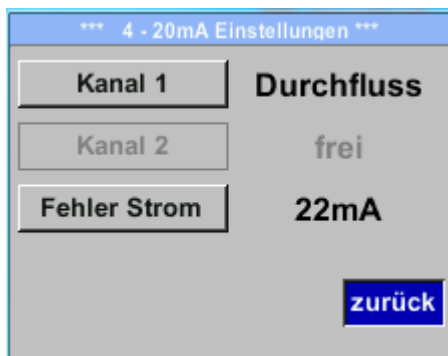 *** 4 - 20mA Einstellungen ***
Kanal 1 Durchfluss
Kanal 2 frei
Fehler Strom 22mA
zurück